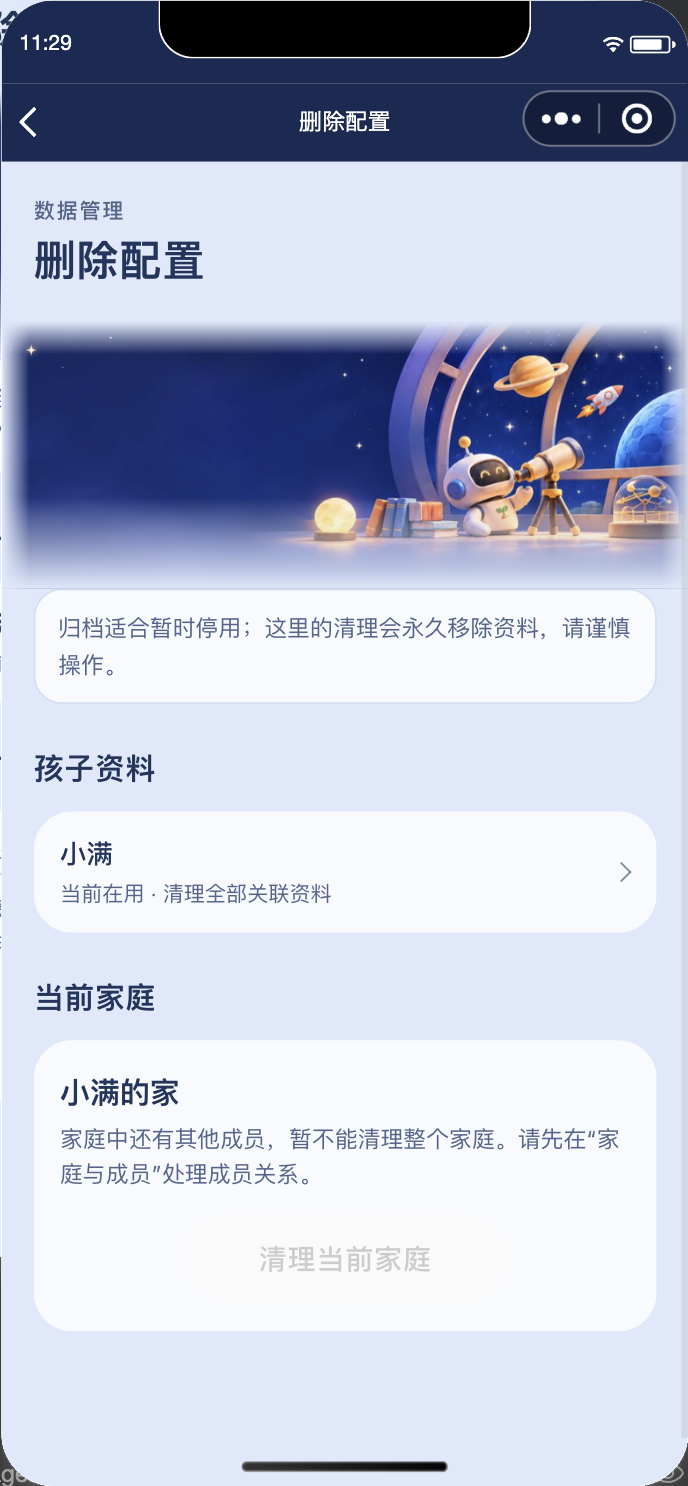 11:29
删除配置
数据管理
删除配置
归档适合暂时停用；这里的清理会永久移除资料，请谨慎
操作。
孩子资料
小满
当前在用 · 清理全部关联资料
当前家庭
小满的家
家庭中还有其他成员，暂不能清理整个家庭。请先在“家
庭与成员”处理成员关系。
清理当前家庭